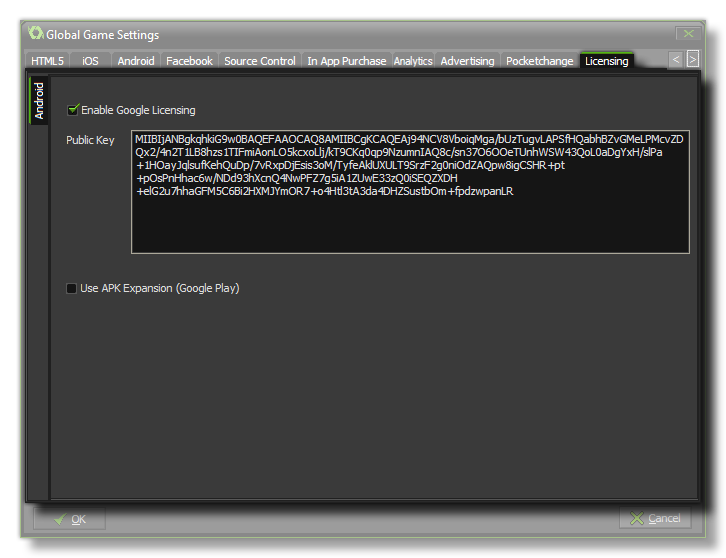 Global Game Settings
HTML5 iOS Android Facebook Source Control In App Purchase Analytics Advertising Pocketchange Licensing < >
Android
Enable Google Licensing
Public Key
MIIBIjANBgkqhkiG9w0BAQEFAAOCAQ8AMIIBCgKCAQEAj94NCV8VboiqMga/bUzTugvLAPSfHQabhBZvGMeLPMcvZD
Qx2/4n2T1LB8hzs1TIFmiAonLO5kcxoLlj/kT9CKq0qp9NzumnIAQ8c/sn37O6OOeTUnhWSW43QoL0aDgYxH/slPa
+1HOayJqlsufKehQuDp/7vRxpDjEsis3oM/TyfeAklUXULT9SrzF2g0niOdZAQpw8igCSHR+pt
+pOsPnHhac6w/NDd93hXcnQ4NwPFZ7g5iA1ZUwE33zQ0iSEQZXDH
+elG2u7hhaGFM5C6Bi2HXMJYmOR7+o4Htl3tA3da4DHZSustbOm+fpdzwpanLR
Use APK Expansion (Google Play)
OK Cancel